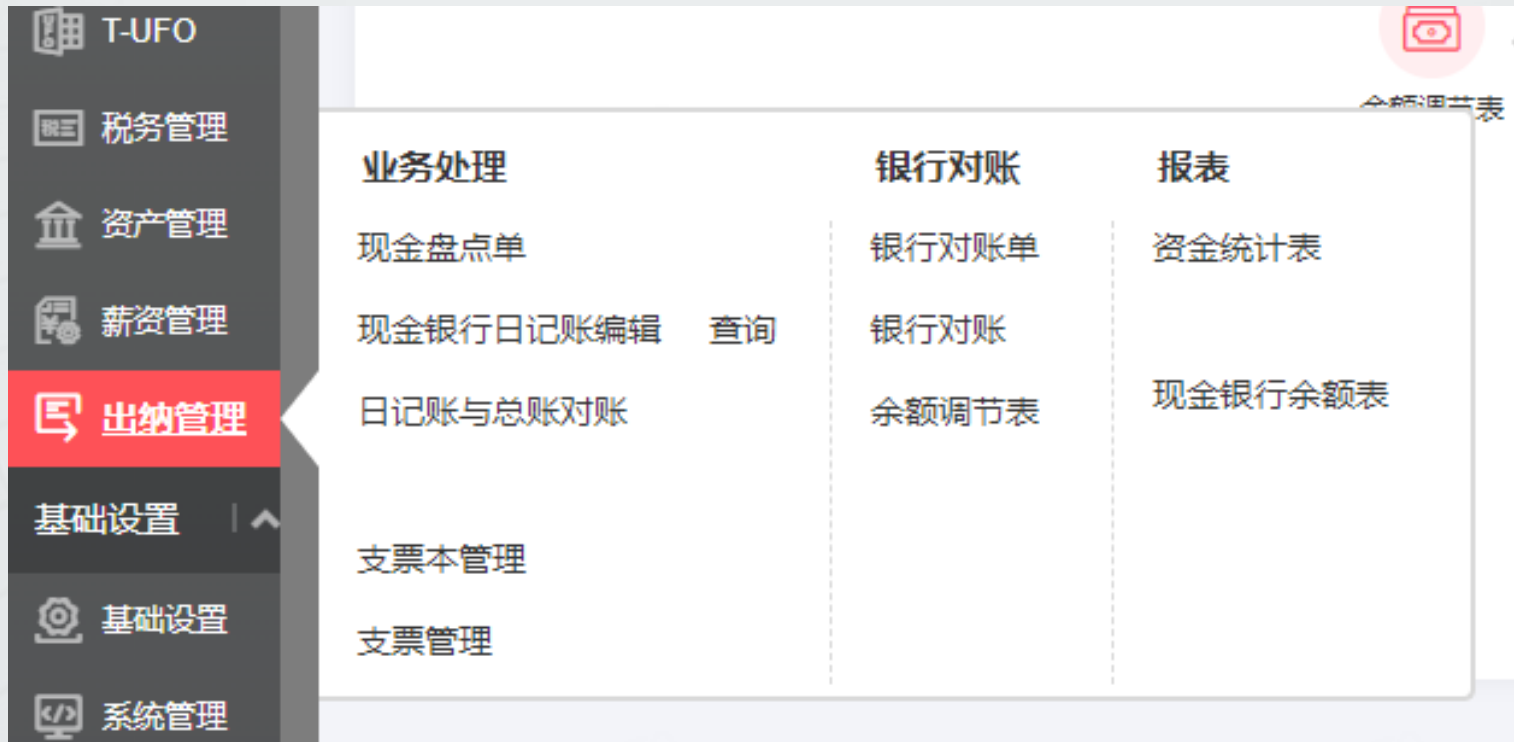 T-UFO
税务管理
资产管理
薪资管理
出纳管理
基础设置
基础设置
系统管理
余额调节表
业务处理
现金盘点单
现金银行日记账编辑 查询
日记账与总账对账
支票本管理
支票管理
银行对账
银行对账单
银行对账
余额调节表
报表
资金统计表
现金银行余额表